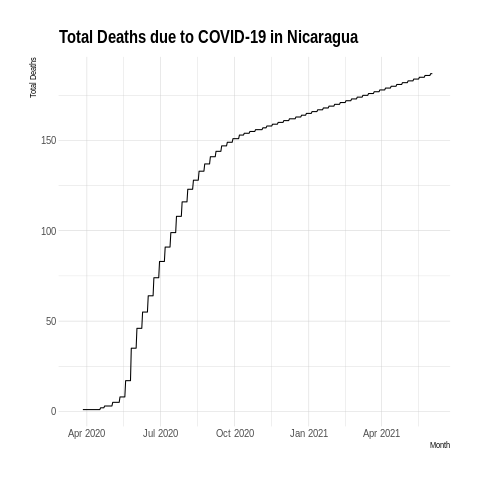 Total Deaths due to COVID-19 in Nicaragua
Total Deaths
150
100
50
0
Apr 2020 Jul 2020 Oct 2020 Jan 2021 Apr 2021
Month